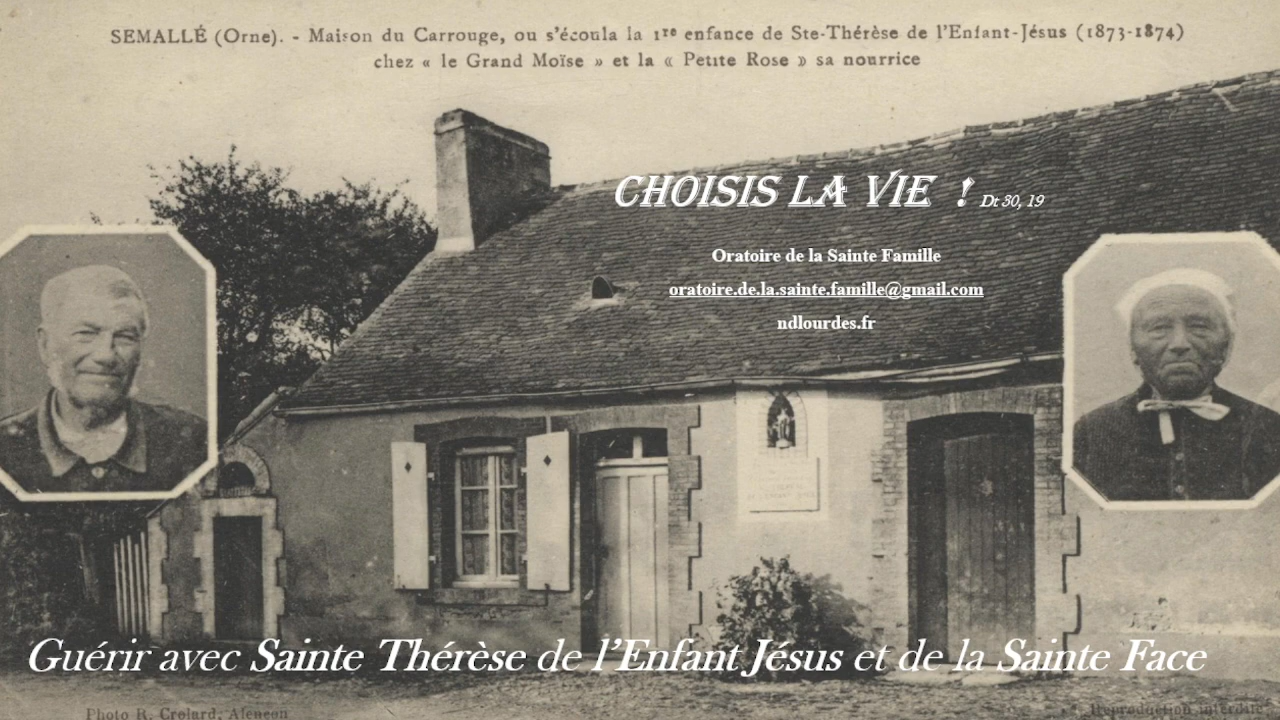 SEMALLÉ (Orne). - Maison du Carrouge, ou s'écoula la 1re enfance de Ste-Thérèse de l'Enfant-Jésus (1873-1874)
chez « le Grand Moïse » et la « Petite Rose » sa nourrice
CHOISIS LA VIE ! Dt 30, 19
Oratoire de la Sainte Famille
oratoire.de.la.sainte.famille@gmail.com
ndlourdes.fr
Guérir avec Sainte Thérèse de l'Enfant Jésus et de la Sainte Face
Photo R. Crolard, Alençon
Reproduction interdite